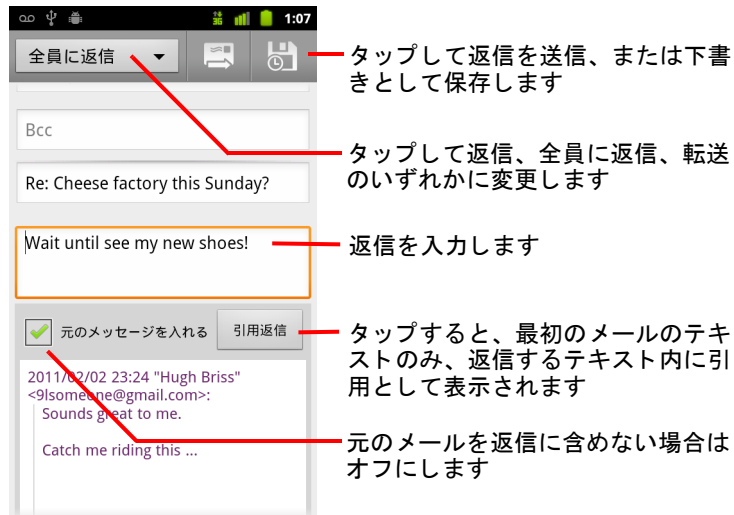 3G
1:07
全員に返信
タップして返信を送信、または下書
きとして保存します
Bcc
タップして返信、全員に返信、転送
のいずれかに変更します
Re: Cheese factory this Sunday?
Wait until see my new shoes!
返信を入力します
元のメッセージを入れる
引用返信
タップすると、最初のメールのテキ
ストのみ、返信するテキスト内に引
用として表示されます
2011/02/02 23:24 "Hugh Briss"
<9lsomeone@gmail.com>:
Sounds great to me.
Catch me riding this ...
元のメールを返信に含めない場合は
オフにします